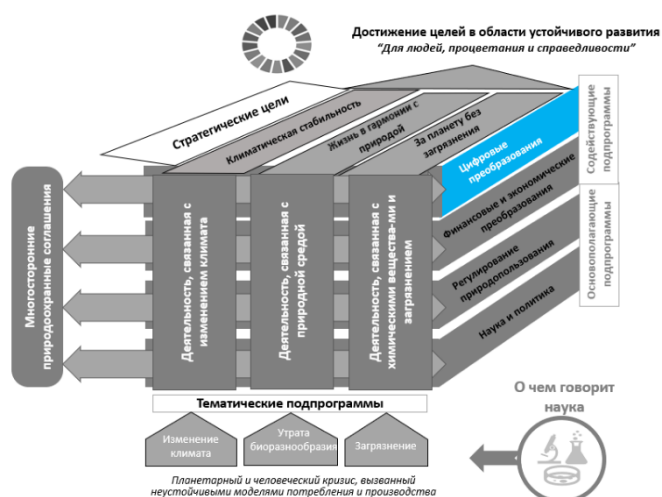 Достижение целей в области устойчивого развития
“Для людей, процветания и справедливости”
Стратегические цели
Климатическая стабильность
Жизнь в гармонии с
природой
За планету без
загрязнения
Цифровые
преобразования
Финансовые и экономические
преобразования
Регулирование
природопользования
Наука и политика
Содействующие
подпрограммы
Основополагающие
подпрограммы
Многосторонние
природоохранные соглашения
Деятельность, связанная с
изменением климата
Деятельность, связанная с
природной средой
Деятельность, связанная с
химическими вещества-ми и
загрязнением
Тематические подпрограммы
Изменение
климата
Утрата
биоразнообразия
Загрязнение
О чем говорит
наука
Планетарный и человеческий кризис, вызванный
неустойчивыми моделями потребления и производства